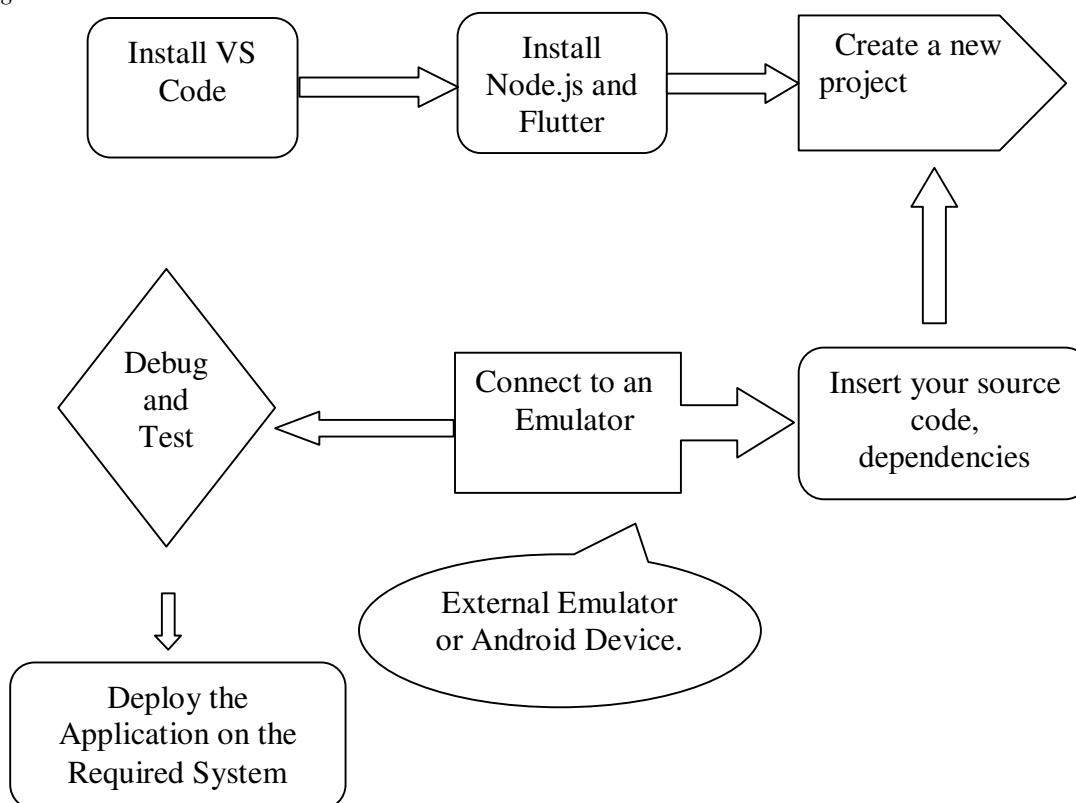 Install VS
Code
Install
Node.js and
Flutter
Create a new
project
Debug
and
Test
Connect to an
Emulator
Insert your source
code,
dependencies
External Emulator
or Android Device.
Deploy the
Application on the
Required System